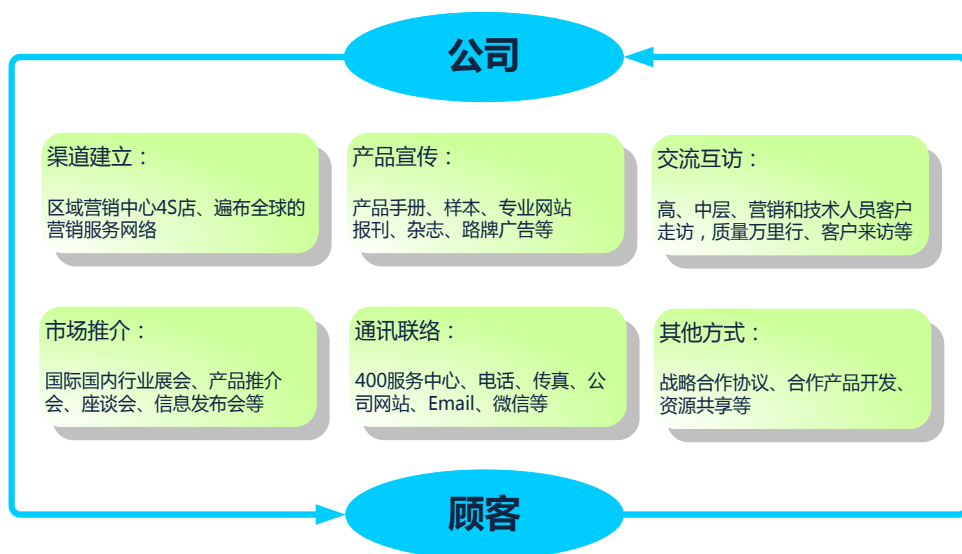 公司
渠道建立：
区域营销中心4S店、遍布全球的
营销服务网络
产品宣传：
产品手册、样本、专业网站
报刊、杂志、路牌广告等
交流互访：
高、中层、营销和技术人员客户
走访，质量万里行、客户来访等
市场推介：
国际国内行业展会、产品推介
会、座谈会、信息发布会等
通讯联络：
400服务中心、电话、传真、公
司网站、Email、微信等
其他方式：
战略合作协议、合作产品开发、
资源共享等
顾客